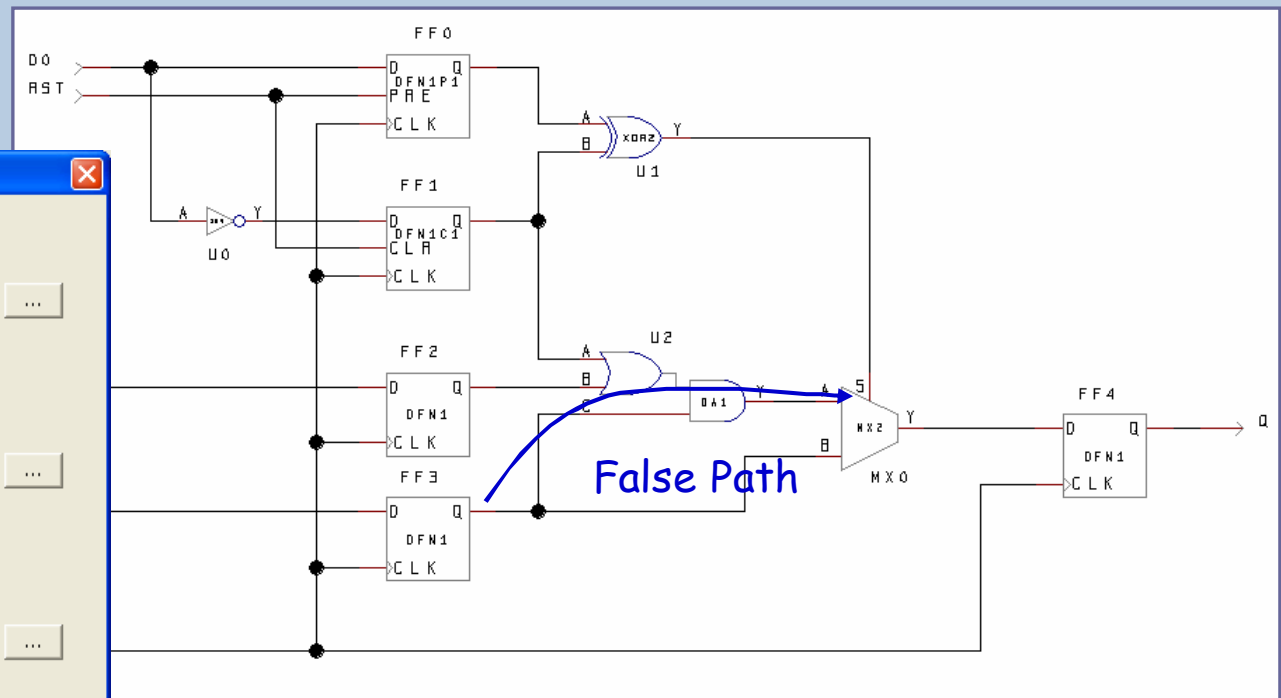 FF0
D0
D Q
DFN1P1
RST
PRE
CLK
A
XOR2
Y
B
U1
FF1
A Y
D Q
DFN1C1
CLR
CLK
U0
...
U2
FF2
A
D Q
B
DFN1
C
OA1
Y
A
S
MX2
Y
FF4
D Q
Q
DFN1
CLK
CLK
B
MX0
FF3
False Path
...
D Q
DFN1
CLK
...